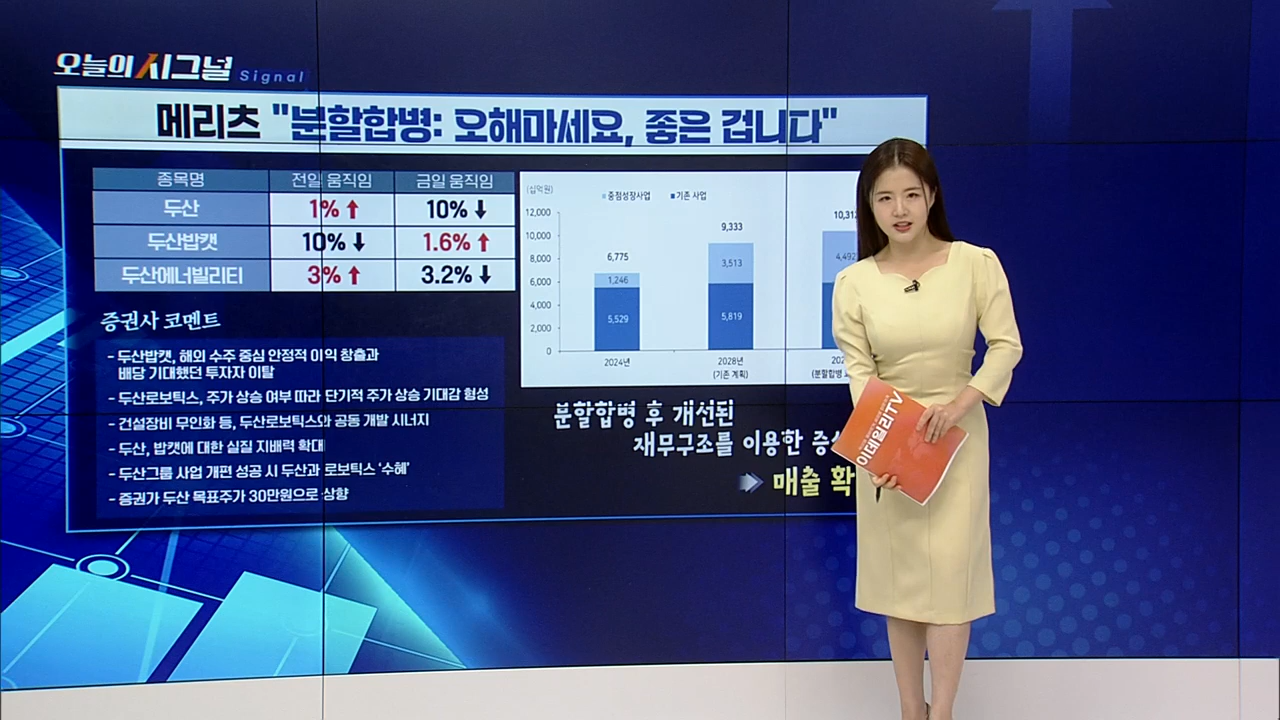 오늘의 시그널 Signal
메리츠 "분할합병: 오해마세요, 좋은 겁니다"
종목명 전일 움직임 금일 움직임
두산 1% ↑ 10% ↓
두산밥캣 10% ↓ 1.6% ↑
두산에너빌리티 3% ↑ 3.2% ↓
증권사 코멘트
- 두산밥캣, 해외 수주 중심 안정적 이익 창출과
배당 기대했던 투자자 이탈
- 두산로보틱스, 주가 상승 여부 따라 단기적 주가 상승 기대감 형성
- 건설장비 무인화 등, 두산로보틱스와 공동 개발 시너지
- 두산, 밥캣에 대한 실질 지배력 확대
- 두산그룹 사업 개편 성공 시 두산과 로보틱스 '수혜'
- 증권가 두산 목표주가 30만원으로 상향
(십억원)
중점성장사업 기존 사업
12,000
10,000
8,000
6,000
4,000
2,000
0
6,775
1,246
5,529
2024년
9,333
3,513
5,819
2028년
(기존 계획)
10,312
4,492
(분할합병
분할합병 후 개선된
재무구조를 이용한
매출
이데일리TV